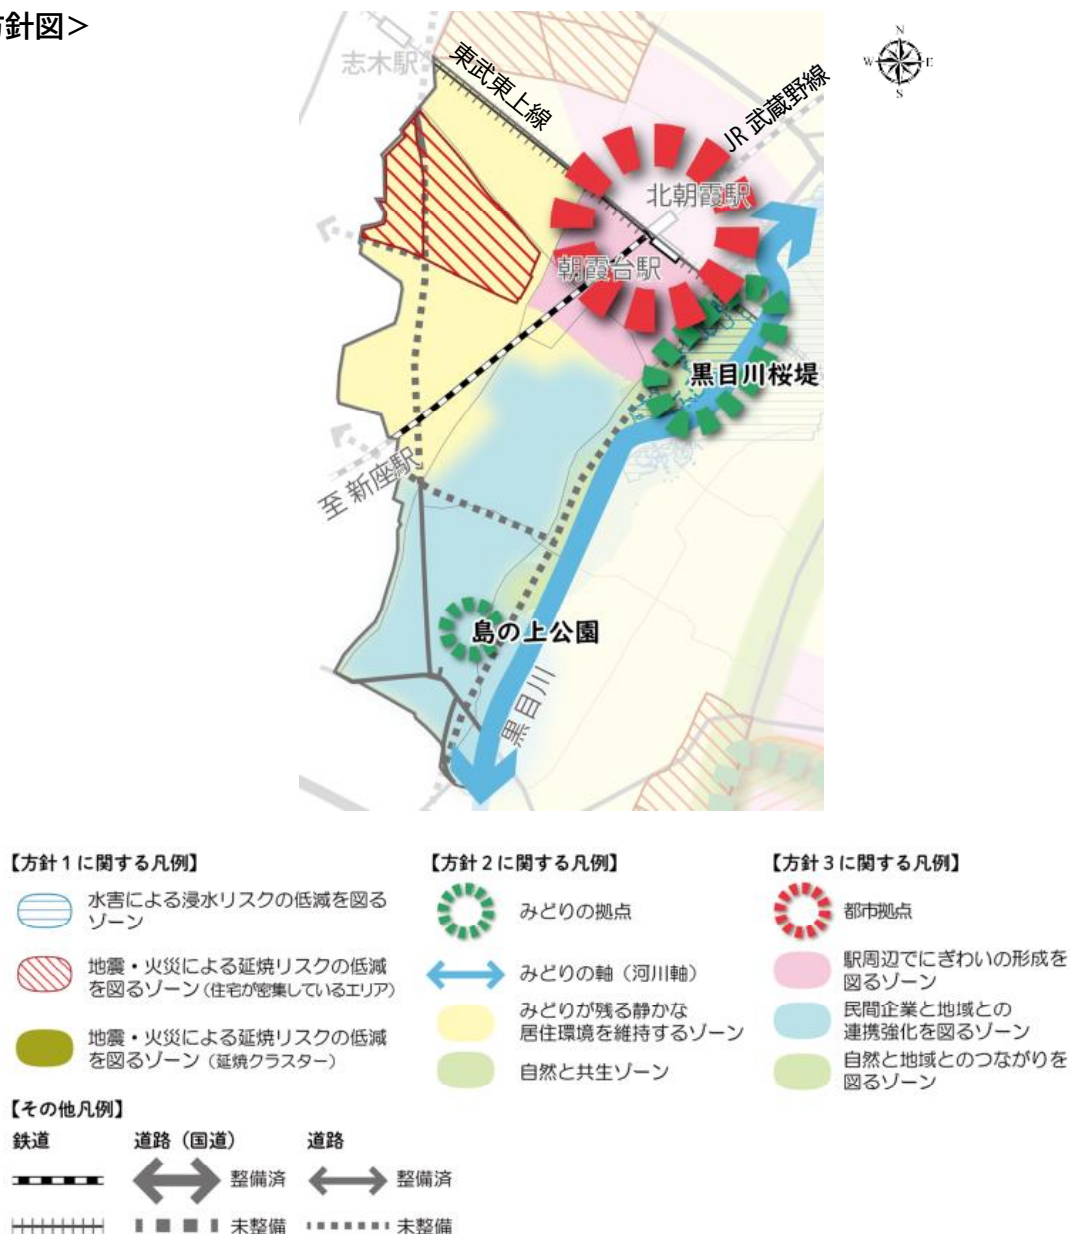 針図＞
N
W E
S
志木駅
東武東上線
JR 武蔵野線
北朝霞駅
朝霞台駅
黒目川桜堤
至 新座駅
島の上公園
黒目川
【方針１に関する凡例】
水害による浸水リスクの低減を図る
ゾーン
地震・火災による延焼リスクの低減
を図るゾーン（住宅が密集しているエリア）
地震・火災による延焼リスクの低減
を図るゾーン（延焼クラスター）
【方針２に関する凡例】
みどりの拠点
みどりの軸（河川軸）
みどりが残る静かな
居住環境を維持するゾーン
自然と共生ゾーン
【方針３に関する凡例】
都市拠点
駅周辺でにぎわいの形成を
図るゾーン
民間企業と地域との
連携強化を図るゾーン
自然と地域とのつながりを
図るゾーン
【その他凡例】
鉄道
道路（国道）
整備済
未整備
道路
整備済
未整備